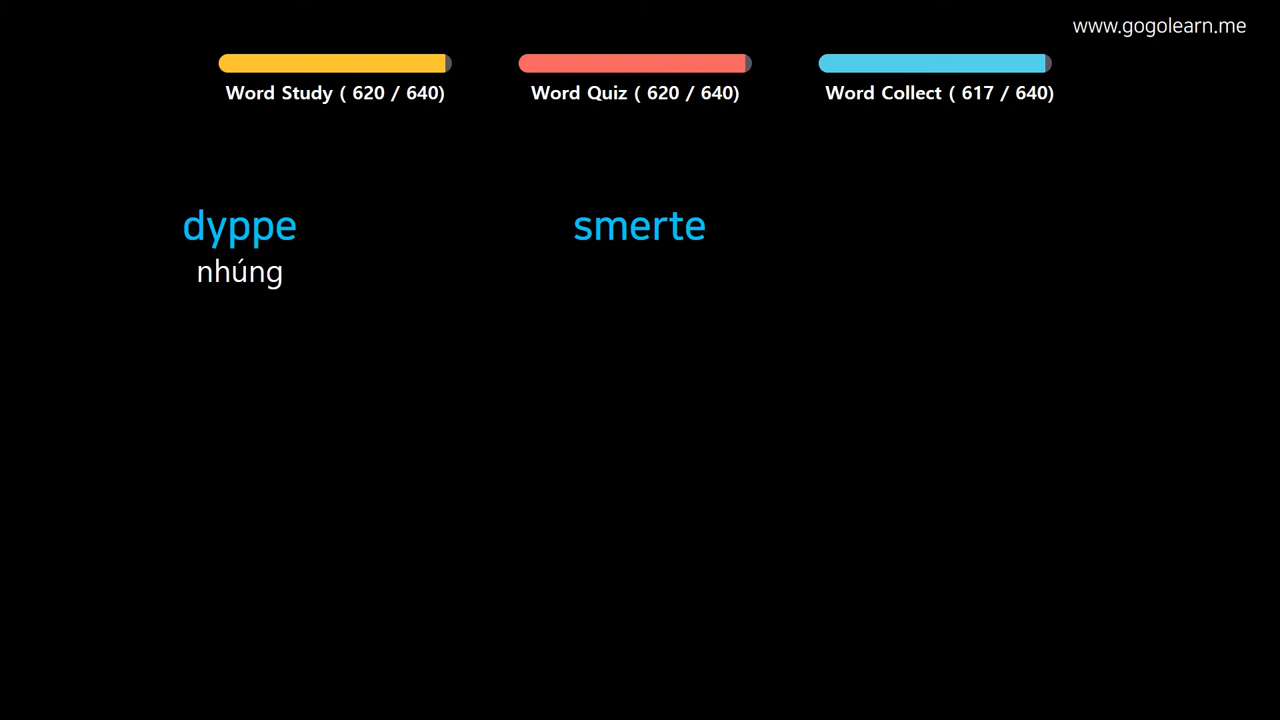 www.gogolearn.me
Word Study ( 620 / 640)
Word Quiz ( 620 / 640)
Word Collect ( 617 / 640)
dyppe
smerte
nhúng